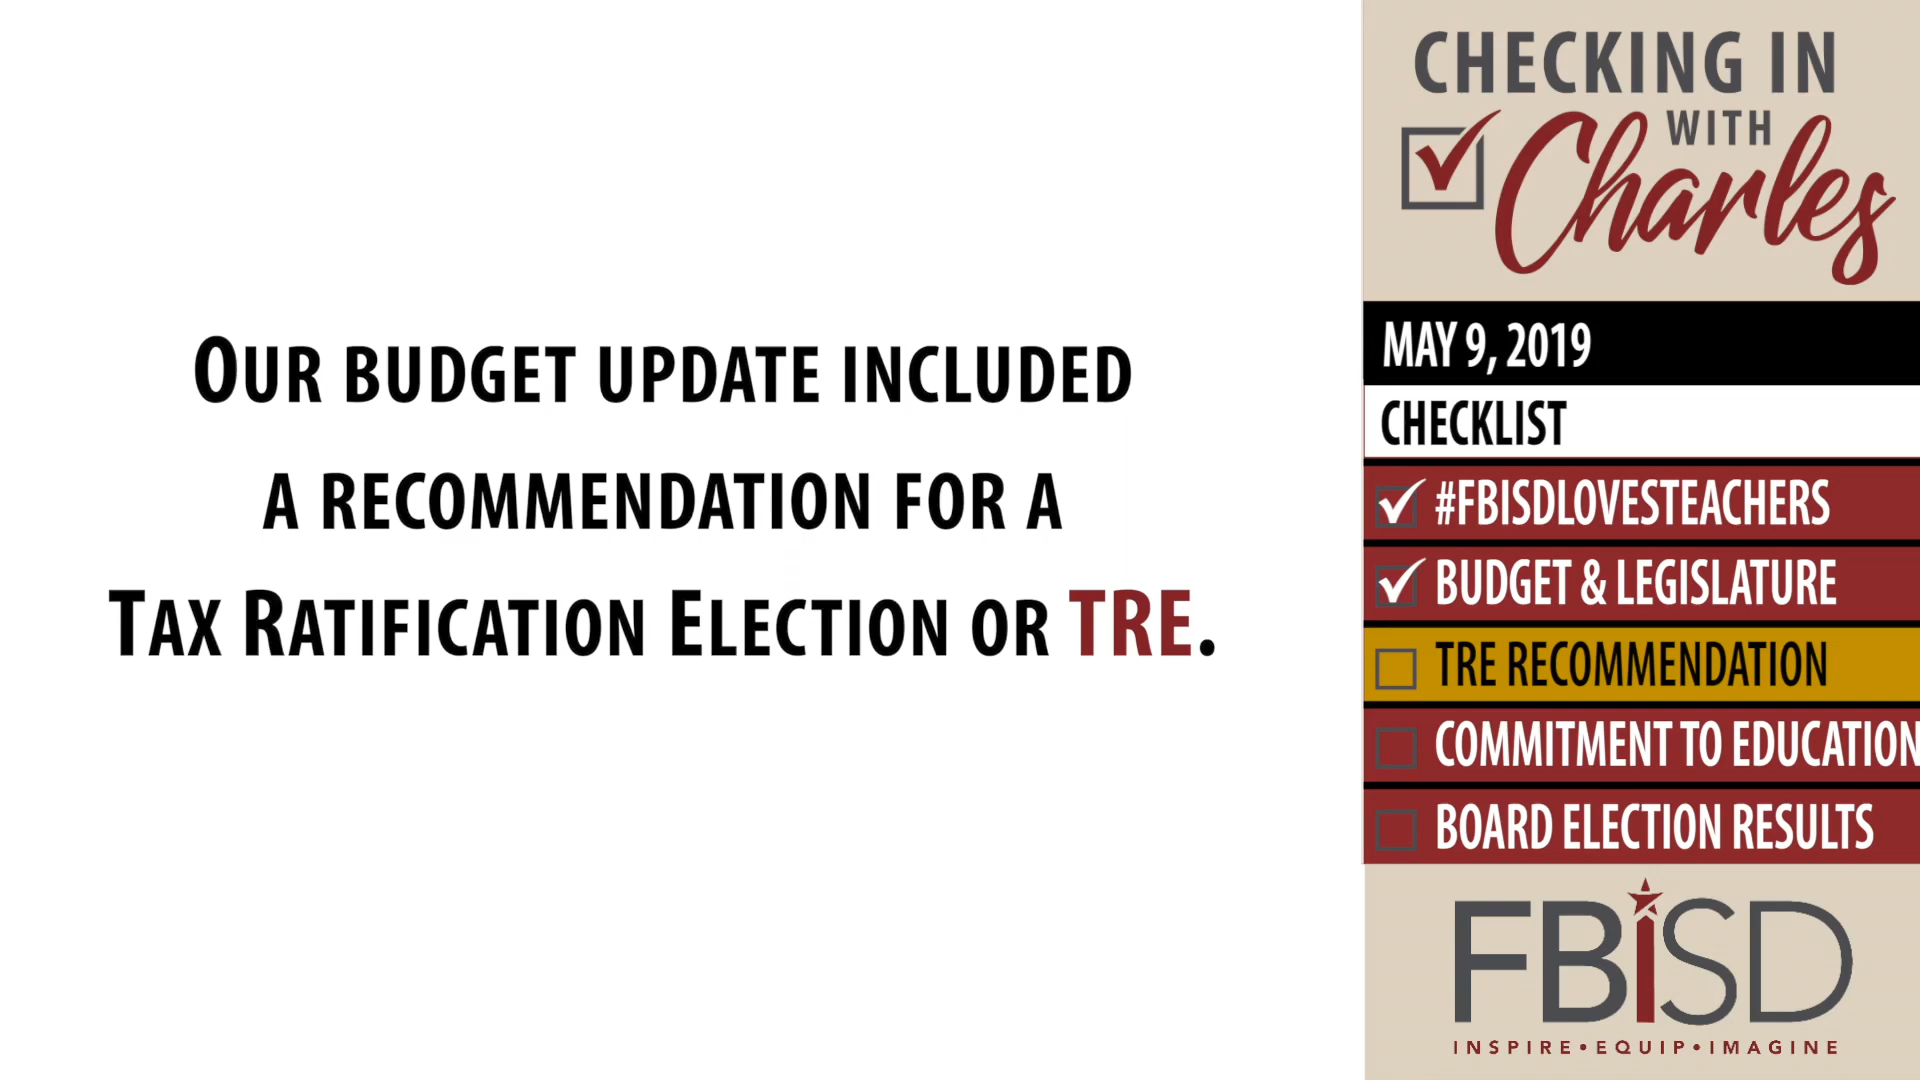 OUR BUDGET UPDATE INCLUDED
A RECOMMENDATION FOR A
TAX RATIFICATION ELECTION OR TRE.
CHECKING IN
WITH
Charles
MAY 9, 2019
CHECKLIST
#FBISDLOVESTEACHERS
BUDGET & LEGISLATURE
TRE RECOMMENDATION
COMMITMENT TO EDUCATION
BOARD ELECTION RESULTS
FBiSD
INSPIRE•EQUIP•IMAGINE